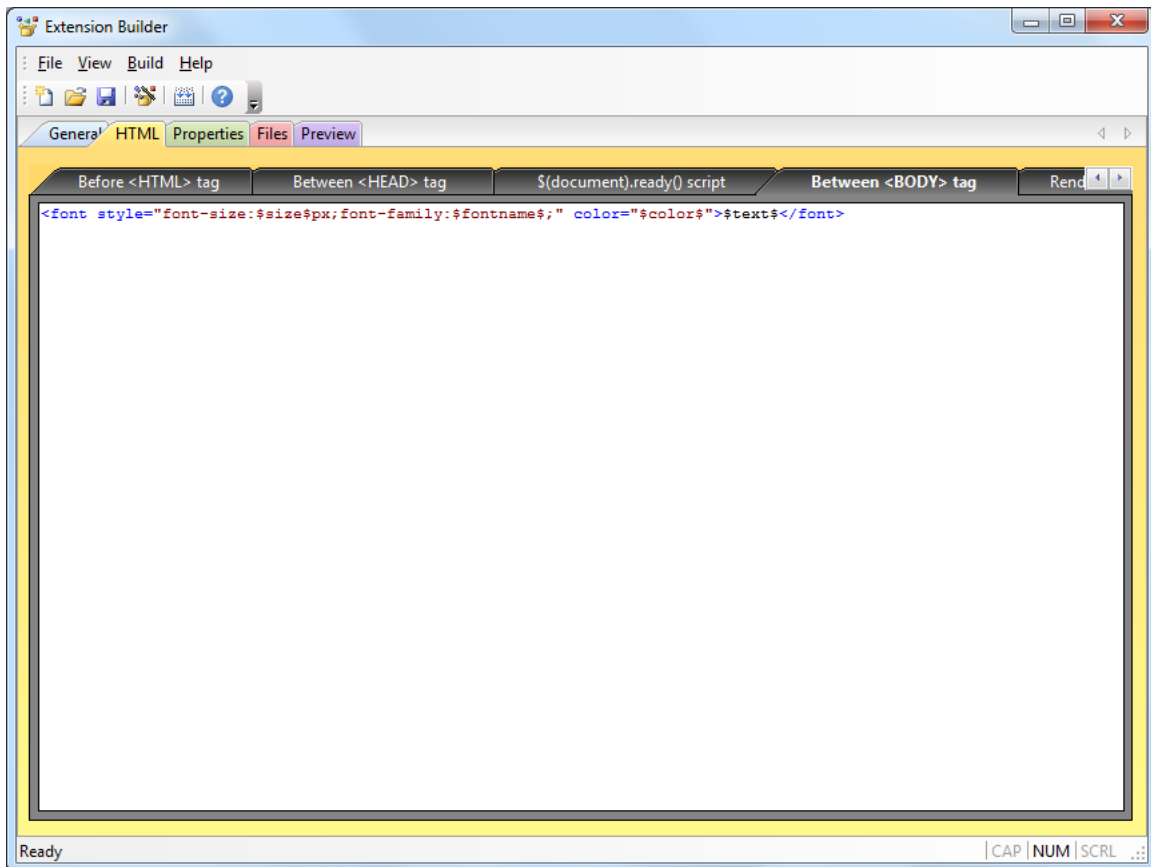 Extension Builder
File View Build Help
General HTML Properties Files Preview
Before <HTML> tag Between <HEAD> tag $(document).ready() script Between <BODY> tag Rend
<font style="font-size:$size$px;font-family:$fontname$;" color="$color$">$text$</font>
Ready CAP NUM SCRL